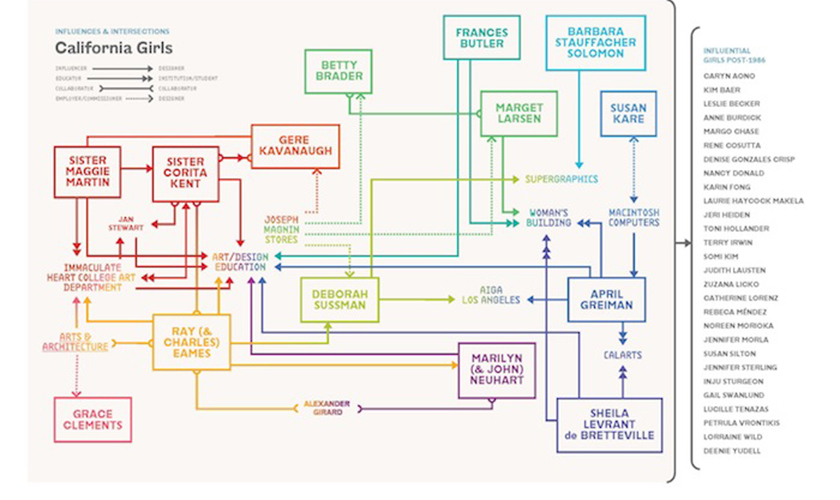 INFLUENCES & INTERSECTIONS
California Girls
INFLUENCER DESIGNER
EDUCATOR INSTITUTION/STUDENT
COLLABORATOR COLLABORATOR
EMPLOYER/COMMISSIONER DESIGNER
FRANCES
BUTLER
BARBARA
STAUFFACHER
SOLOMON
BETTY
BRADER
MARGET
LARSEN
SUSAN
KARE
GERE
KAVANAUGH
SISTER
MAGGIE
MARTIN
SISTER
CORITA
KENT
SUPERGRAPHICS
JAN
STEWART
JOSEPH
MAGNIN
STORES
WOMAN'S
BUILDING
MACINTOSH
COMPUTERS
ART/DESIGN
EDUCATION
IMMACULATE
HEART COLLEGE ART
DEPARTMENT
DEBORAH
SUSSMAN
AIGA
LOS ANGELES
APRIL
GREIMAN
ARTS &
ARCHITECTURE
RAY (&
CHARLES)
EAMES
MARILYN
(& JOHN)
NEUHART
CALARTS
GRACE
CLEMENTS
ALEXANDER
GIRARD
SHEILA
LEVRANT
de BRETTEVILLE
INFLUENTIAL
GIRLS POST-1986
CARYN AONO
KIM BAER
LESLIE BECKER
ANNE BURDICK
MARGO CHASE
RENE COSUTTA
DENISE GONZALES CRISP
NANCY DONALD
KARIN FONG
LAURIE HAYCOCK MAKELA
JERI HEIDEN
TONI HOLLANDER
TERRY IRWIN
SOMI KIM
JUDITH LAUSTEN
ZUZANA LICKO
CATHERINE LORENZ
REBECA MÉNDEZ
NOREEN MORIOKA
JENNIFER MORLA
SUSAN SILTON
JENNIFER STERLING
INJU STURGEON
GAIL SWANLUND
LUCILLE TENAZAS
PETRULA VRONTIKIS
LORRAINE WILD
DEENIE YUDELL